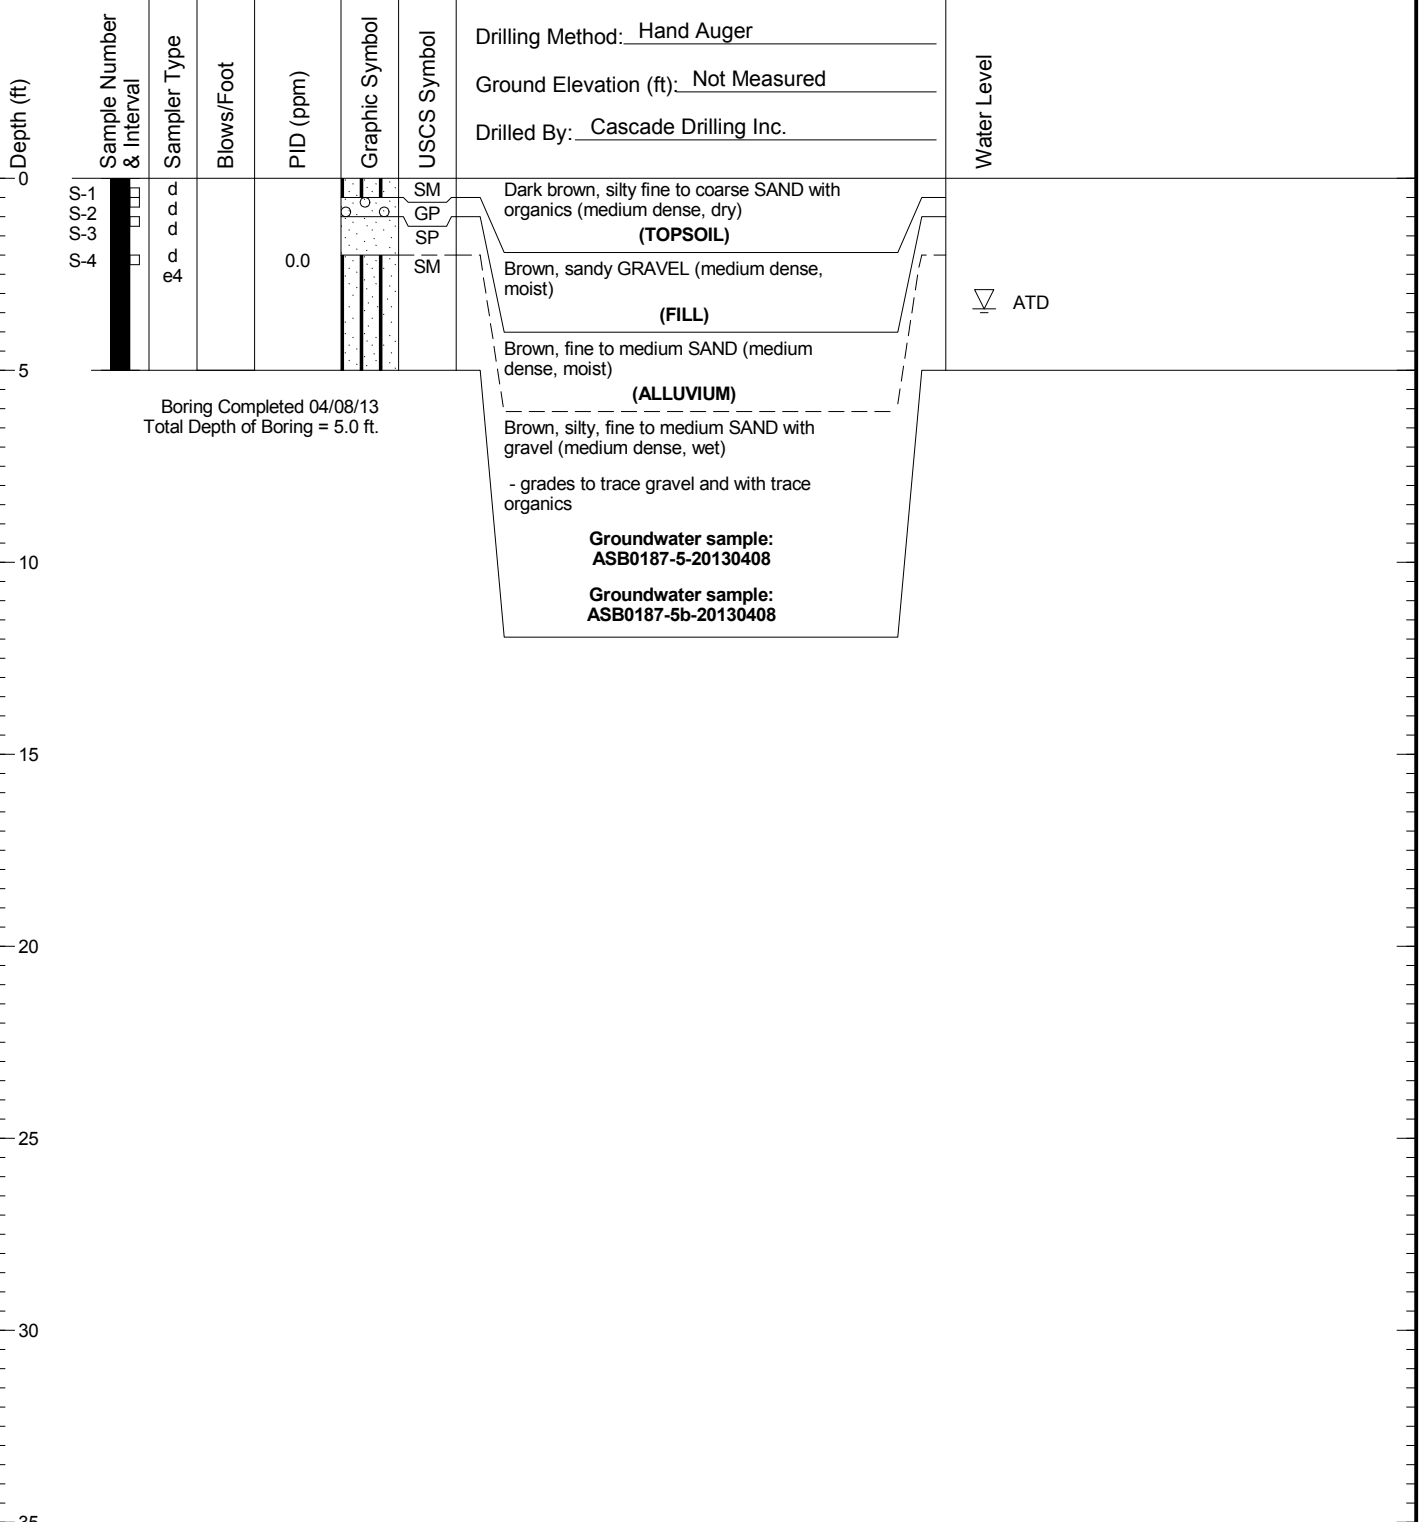 Depth (ft)
Sample Number
& Interval
Sampler Type
Blows/Foot
PID (ppm)
Graphic Symbol
USCS Symbol
Drilling Method: Hand Auger
Ground Elevation (ft): Not Measured
Drilled By: Cascade Drilling Inc.
Water Level
0
S-1
S-2
S-3
S-4
d
d
d
d
e4
0.0
SM
GP
SP
SM
Dark brown, silty fine to coarse SAND with
organics (medium dense, dry)
(TOPSOIL)
Brown, sandy GRAVEL (medium dense,
moist)
(FILL)
Brown, fine to medium SAND (medium
dense, moist)
(ALLUVIUM)
Brown, silty, fine to medium SAND with
gravel (medium dense, wet)
- grades to trace gravel and with trace
organics
Groundwater sample:
ASB0187-5-20130408
Groundwater sample:
ASB0187-5b-20130408
ATD
5
Boring Completed 04/08/13
Total Depth of Boring = 5.0 ft.
10
15
20
25
30
35